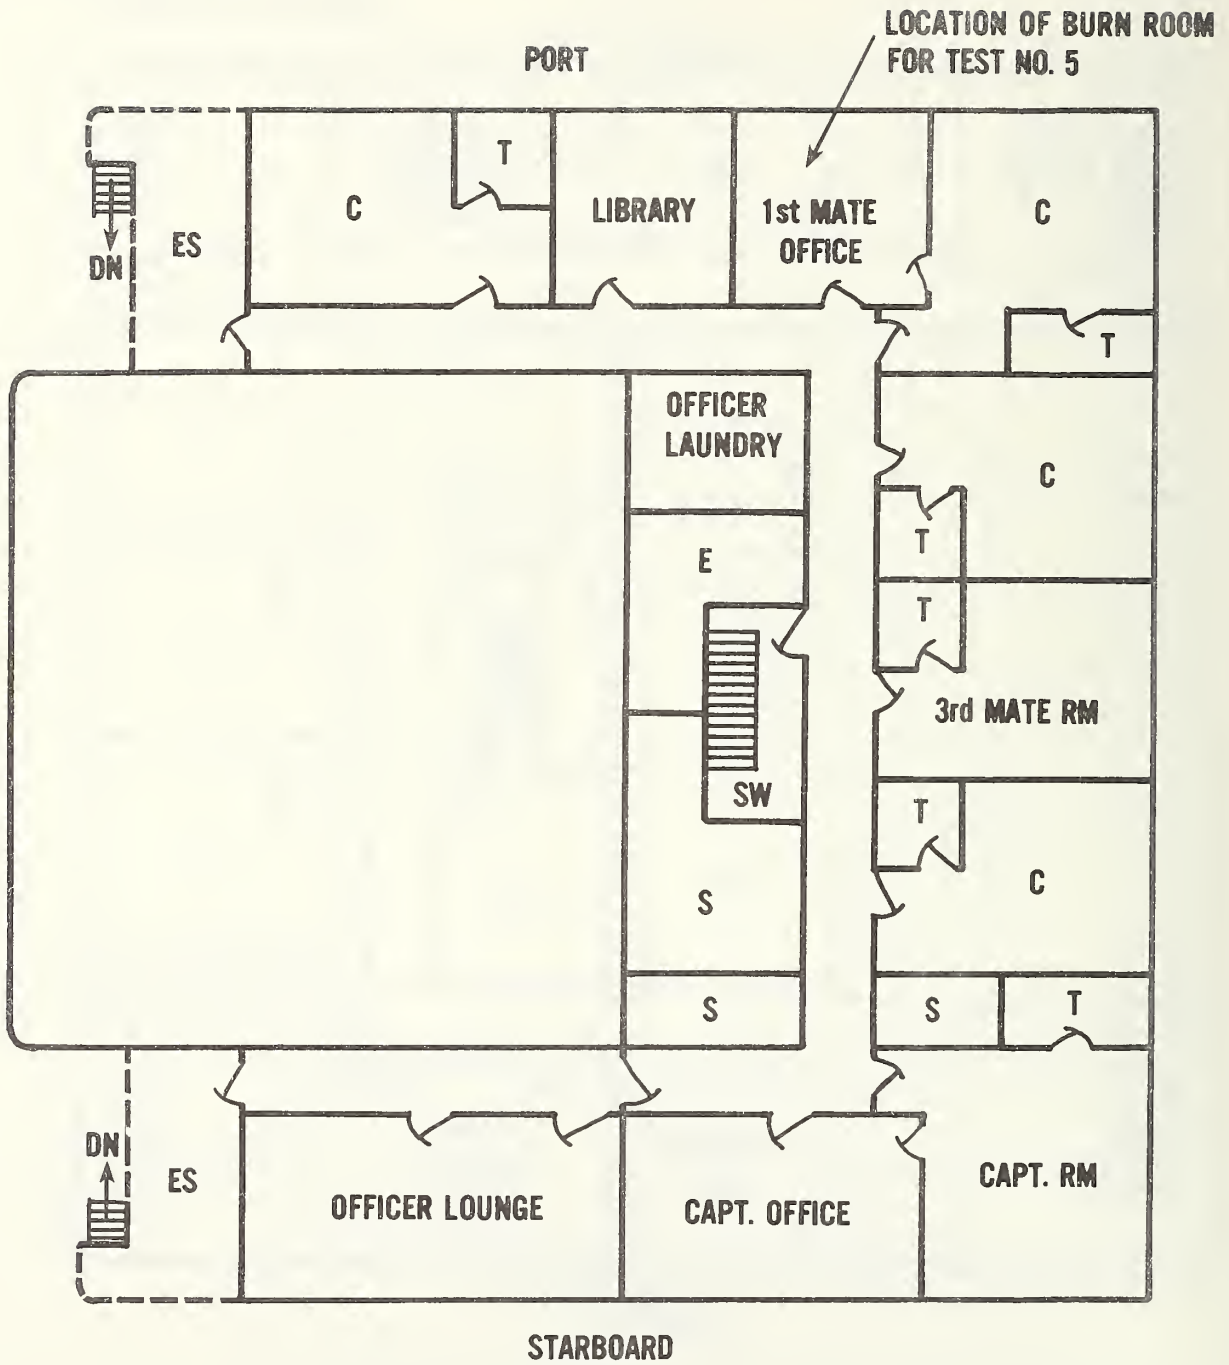 LOCATION OF BURN ROOM
FOR TEST NO. 5
PORT
T
C
LIBRARY
1st MATE
OFFICE
C
ES
DN
T
OFFICER
LAUNDRY
C
T
E
T
3rd MATE RM
SW
T
C
S
S
S
T
DN
ES
OFFICER LOUNGE
CAPT. OFFICE
CAPT. RM
STARBOARD